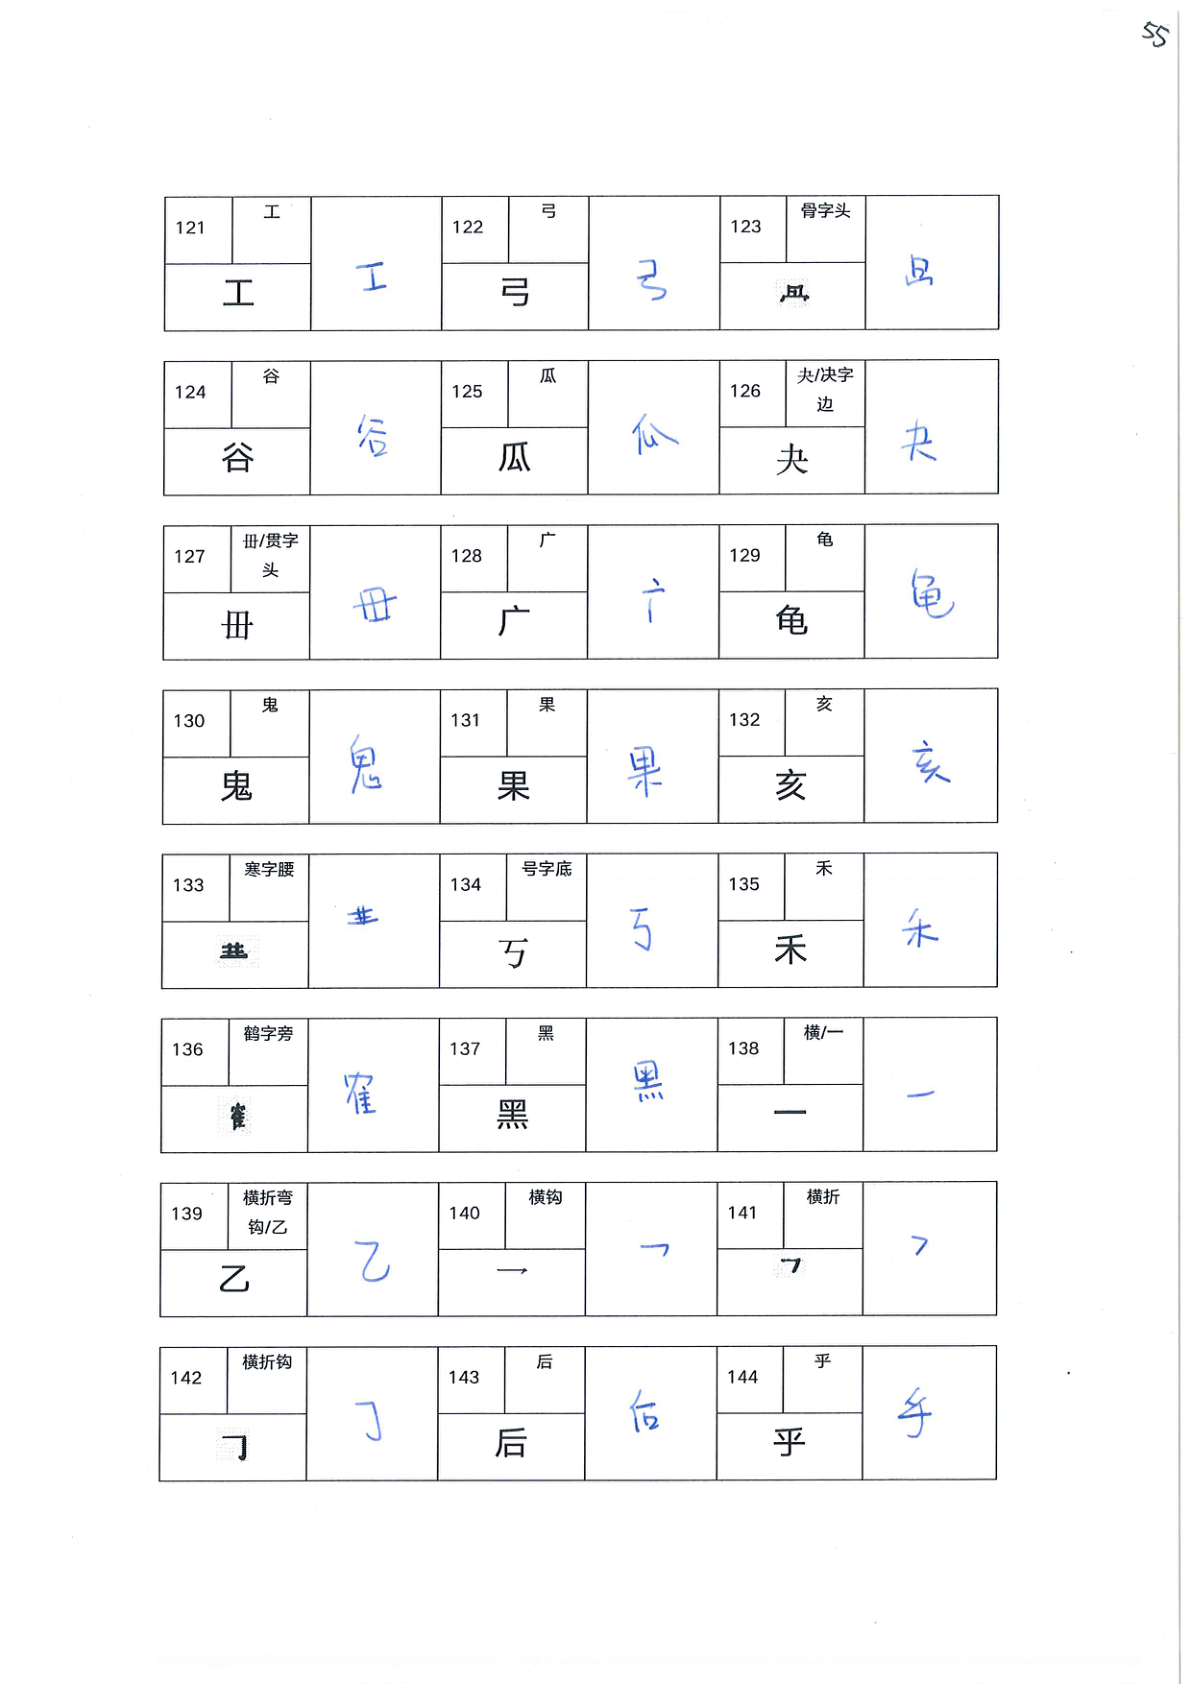 55
121 工 工 工
122 弓 弓 弓
123 骨字头
124 谷 谷 谷
125 瓜 瓜 瓜
126 夬/决字边 夬 夬
127 毌/贯字头 毌 毌
128 广 广 广
129 龟 龟 龟
130 鬼 鬼 鬼
131 果 果 果
132 亥 亥 亥
133 寒字腰 龷 龷
134 号字底 丂 丂
135 禾 禾 禾
136 鹤字旁 隺 隺
137 黑 黑 黑
138 横/一 一 一
139 横折弯钩/乙 乙 乙
140 横钩 乛 乛
141 横折 ㇕ ㇕
142 横折钩 ㇆ ㇆
143 后 后 后
144 乎 乎 乎